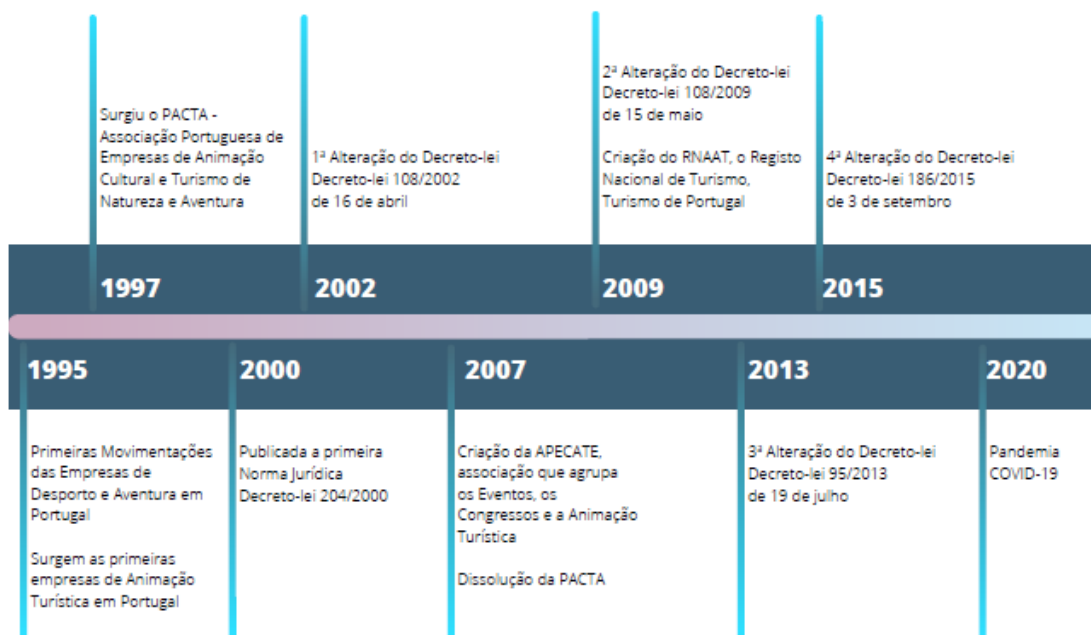 Surgiu o PACTA -
Associação Portuguesa de
Empresas de Animação
Cultural e Turismo de
Natureza e Aventura
1ª Alteração do Decreto-lei
Decreto-lei 108/2002
de 16 de abril
2ª Alteração do Decreto-lei
Decreto-lei 108/2009
de 15 de maio
Criação do RNAAT, o Registo
Nacional de Turismo,
Turismo de Portugal
4ª Alteração do Decreto-lei
Decreto-lei 186/2015
de 3 de setembro
1997
2002
2009
2015
1995
2000
2007
2013
2020
Primeiras Movimentações
das Empresas de
Desporto e Aventura em
Portugal
Surgem as primeiras
empresas de Animação
Turística em Portugal
Publicada a primeira
Norma Jurídica
Decreto-lei 204/2000
Criação da APECATE,
associação que agrupa
os Eventos, os
Congressos e a Animação
Turística
Dissolução da PACTA
3ª Alteração do Decreto-lei
Decreto-lei 95/2013
de 19 de julho
Pandemia
COVID-19